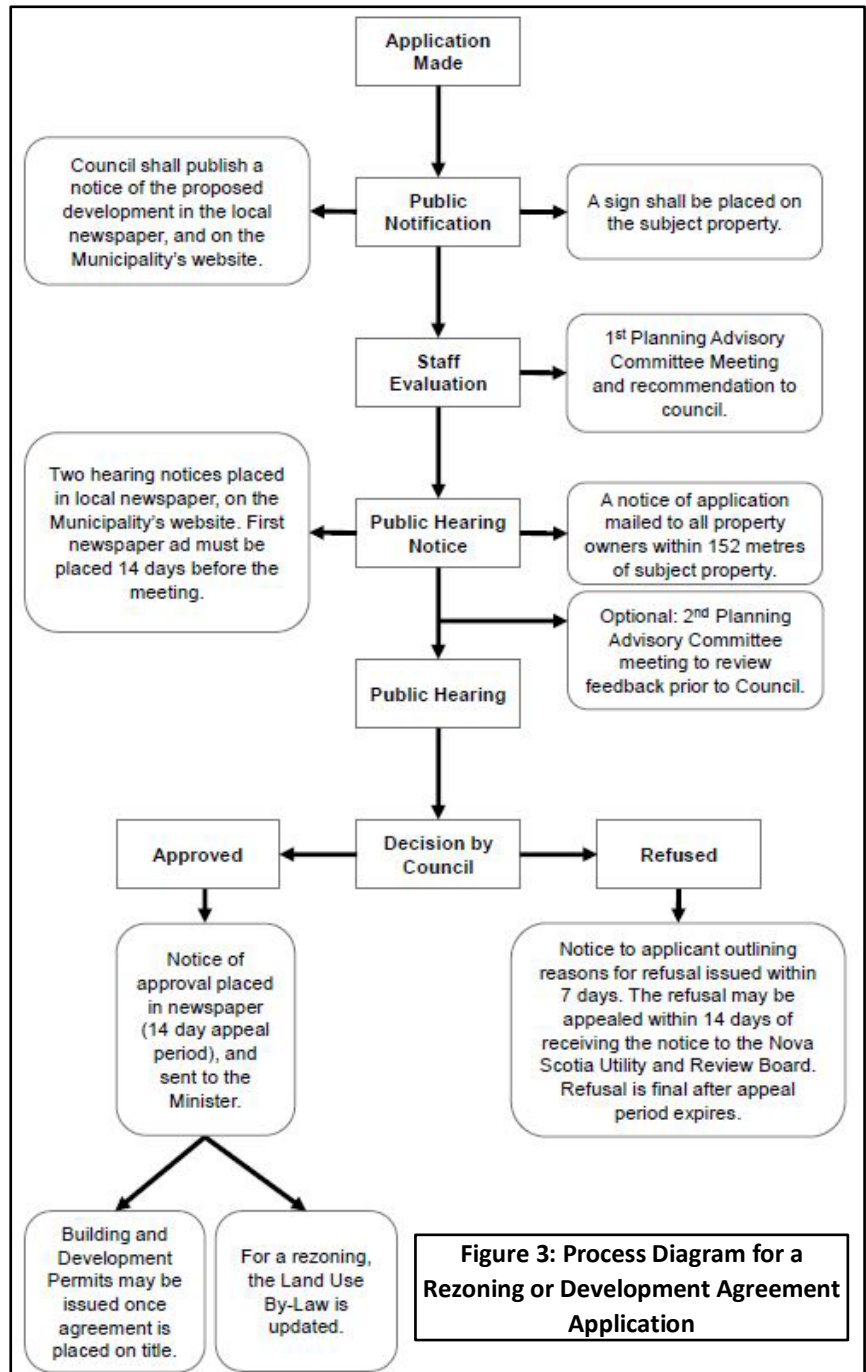 Application
Made
Council shall publish a
notice of the proposed
development in the local
newspaper, and on the
Municipality's website.
Public
Notification
A sign shall be placed on
the subject property.
Staff
Evaluation
1st Planning Advisory
Committee Meeting
and recommendation to
council.
Two hearing notices placed
in local newspaper, on the
Municipality's website. First
newspaper ad must be
placed 14 days before the
meeting.
Public Hearing
Notice
A notice of application
mailed to all property
owners within 152 metres
of subject property.
Optional: 2nd Planning
Advisory Committee
meeting to review
feedback prior to Council.
Public Hearing
Approved
Decision by
Council
Refused
Notice of
approval placed
in newspaper
(14 day appeal
period), and
sent to the
Minister.
Notice to applicant outlining
reasons for refusal issued within
7 days. The refusal may be
appealed within 14 days of
receiving the notice to the Nova
Scotia Utility and Review Board.
Refusal is final after appeal
period expires.
Building and
Development
Permits may be
issued once
agreement is
placed on title.
For a rezoning,
the Land Use
By-Law is
updated.
Figure 3: Process Diagram for a
Rezoning or Development Agreement
Application